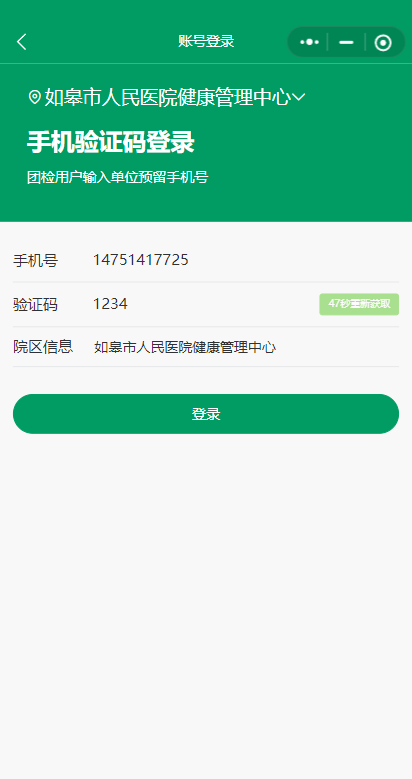 账号登录
如皋市人民医院健康管理中心
手机验证码登录
团检用户输入单位预留手机号
手机号 14751417725
验证码 1234 47秒重新获取
院区信息 如皋市人民医院健康管理中心
登录